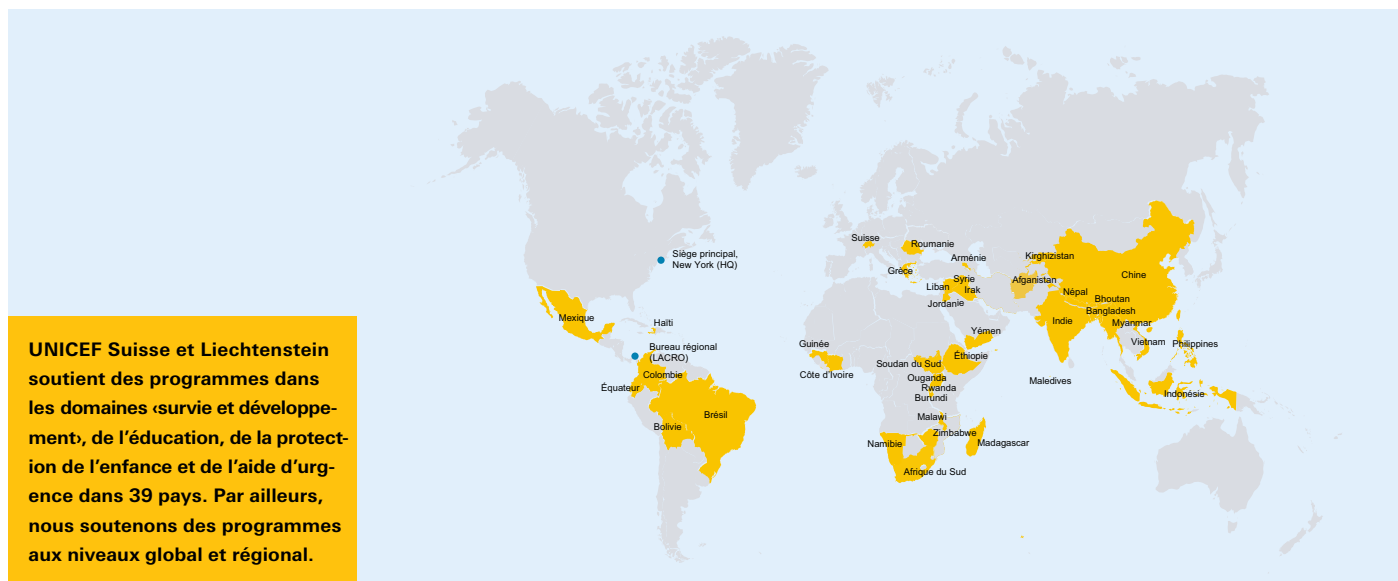 Suisse
Roumanie
Siège principal,
New York (HQ)
Arménie
Kirghizistan
Grèce
Syrie
Afganistan
Chine
Liban
Irak
Népal
Jordanie
Bhoutan
Bangladesh
Mexique
Haïti
Indie
Myanmar
Yémen
Guinée
Vietnam
Philippines
Bureau régional
(LACRO)
Soudan du Sud
Éthiopie
Colombie
Côte d'Ivoire
Ouganda
Maledives
Équateur
Rwanda
Burundi
Indonésie
Brésil
Malawi
Bolivie
Zimbabwe
Namibie
Madagascar
Afrique du Sud
UNICEF Suisse et Liechtenstein
soutient des programmes dans
les domaines ‹survie et développe-
ment›, de l'éducation, de la protect-
ion de l'enfance et de l'aide d'urg-
ence dans 39 pays. Par ailleurs,
nous soutenons des programmes
aux niveaux global et régional.